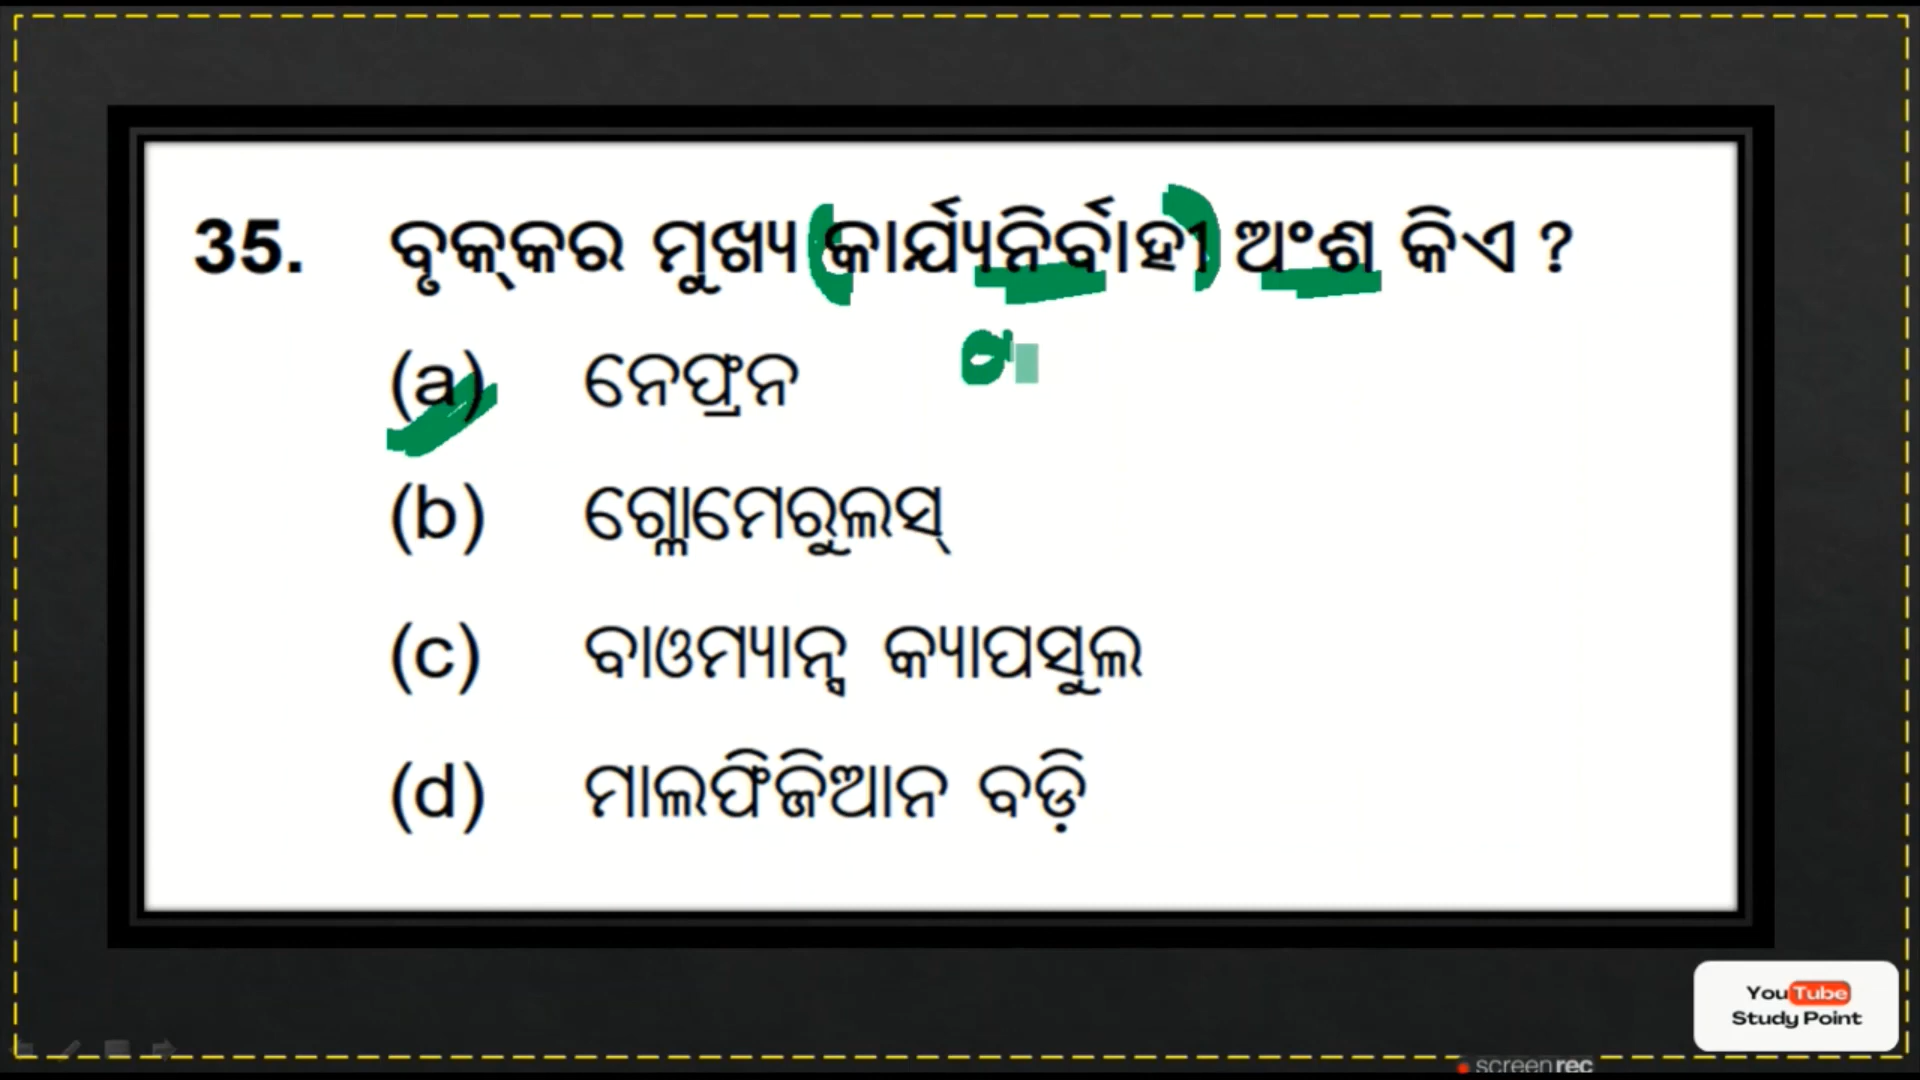 35. ବୃକ୍‌କର ମୁଖ୍ୟ କାର୍ଯ୍ୟନିର୍ବାହୀ ଅଂଶ କିଏ ?
(a) ନେଫ୍ରନ
(b) ଗ୍ଲୋମେରୁଲସ୍
(c) ବାଓମ୍ୟାନ୍ସ କ୍ୟାପସୁଲ
(d) ମାଲଫିଜିଆନ ବଡ଼ି
YouTube
Study Point
screenrec